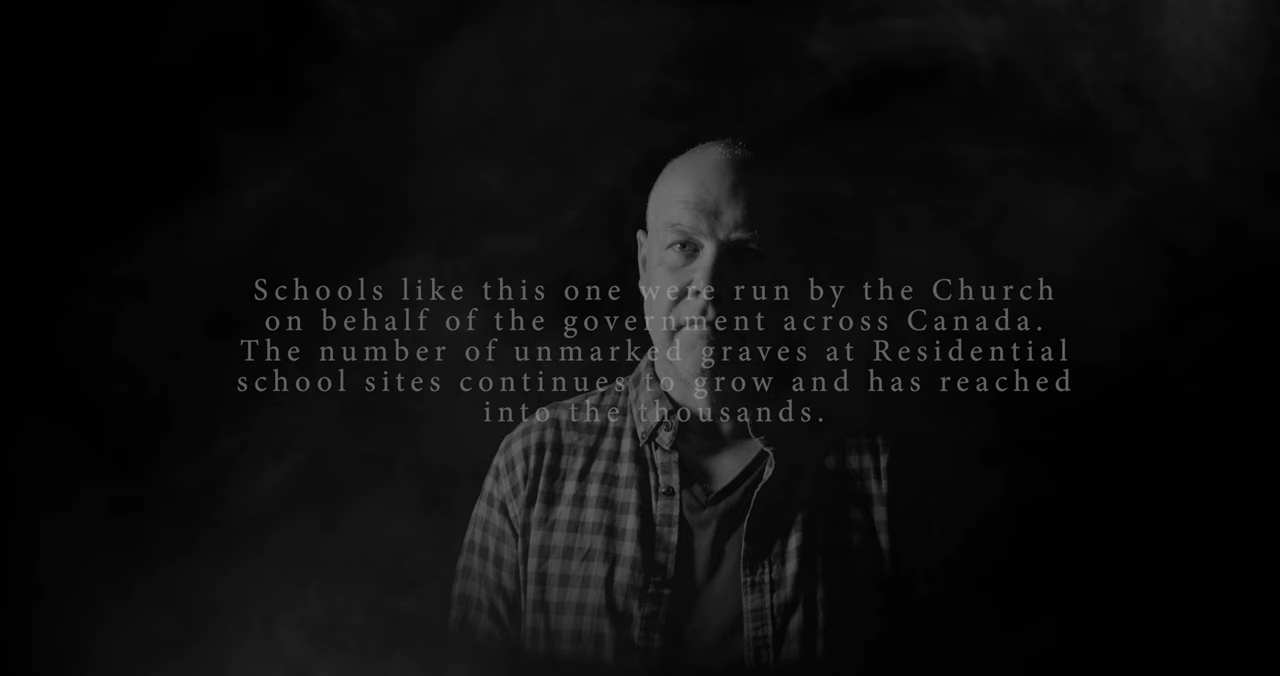 Schools like this one were run by the Church
on behalf of the government across Canada.
The number of unmarked graves at Residential
school sites continues to grow and has reached
into the thousands.